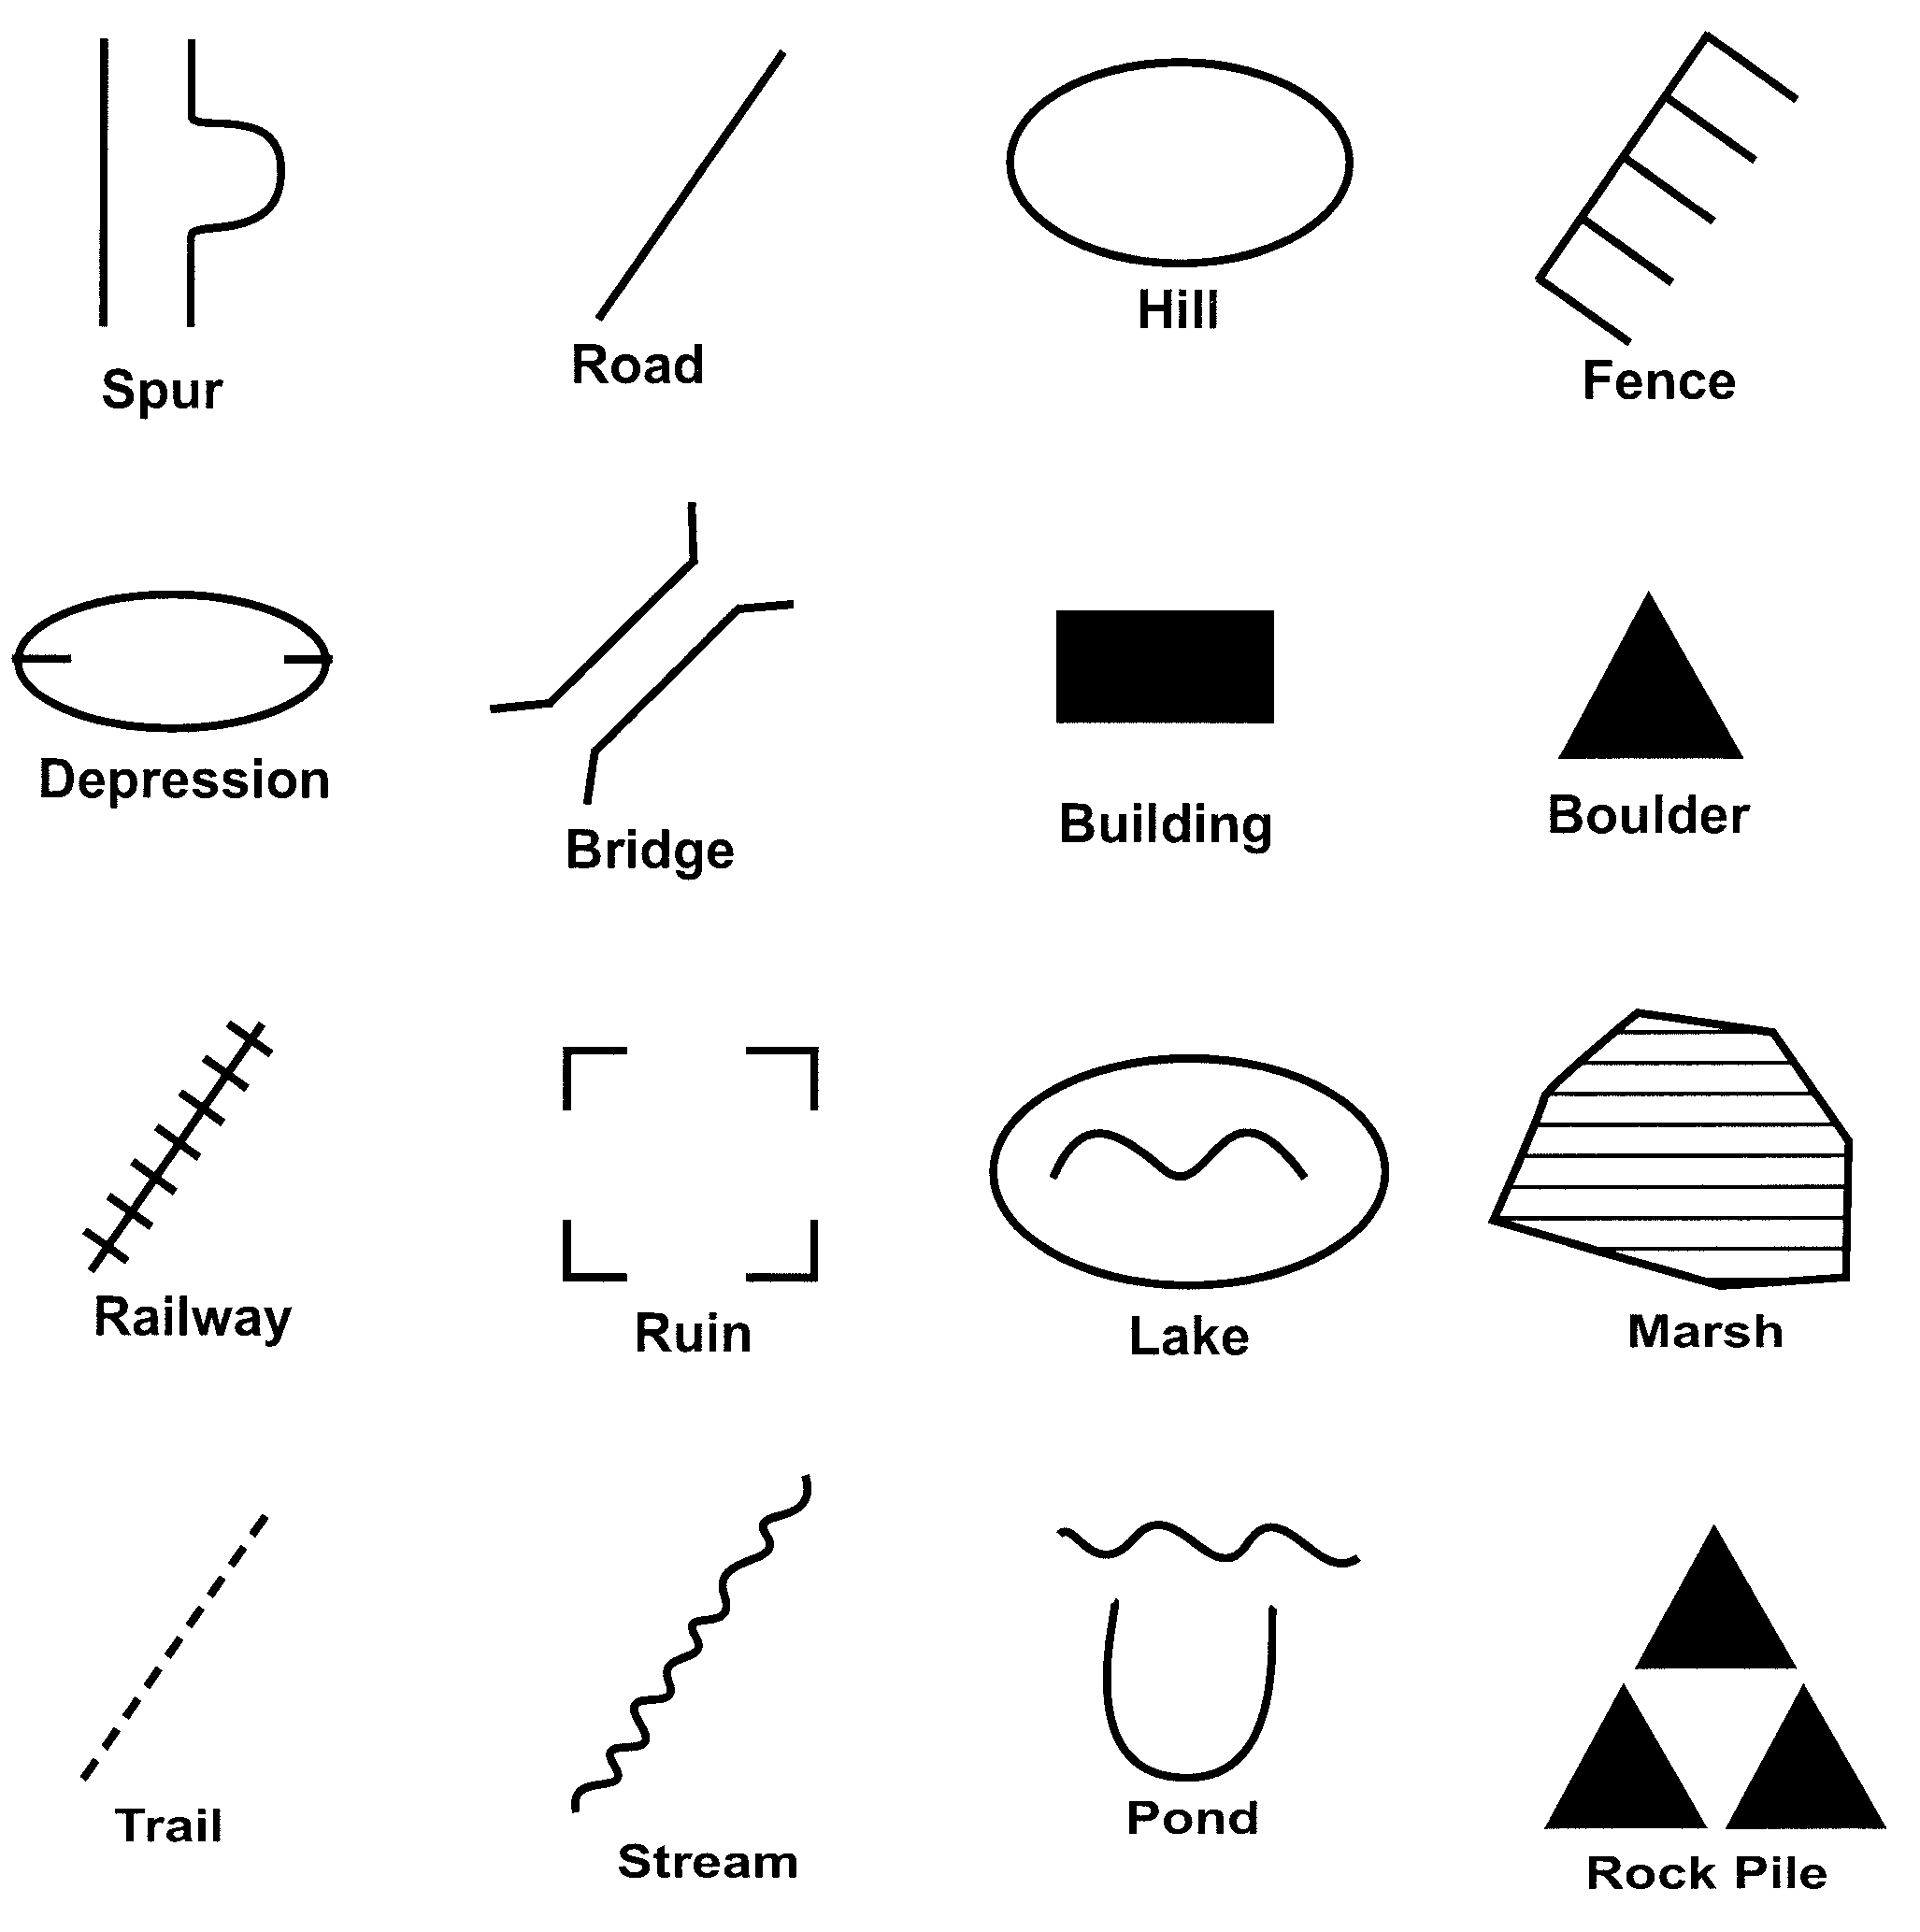 Spur
Road
Hill
Fence
Depression
Bridge
Building
Boulder
Railway
Ruin
Lake
Marsh
Trail
Stream
Pond
Rock Pile